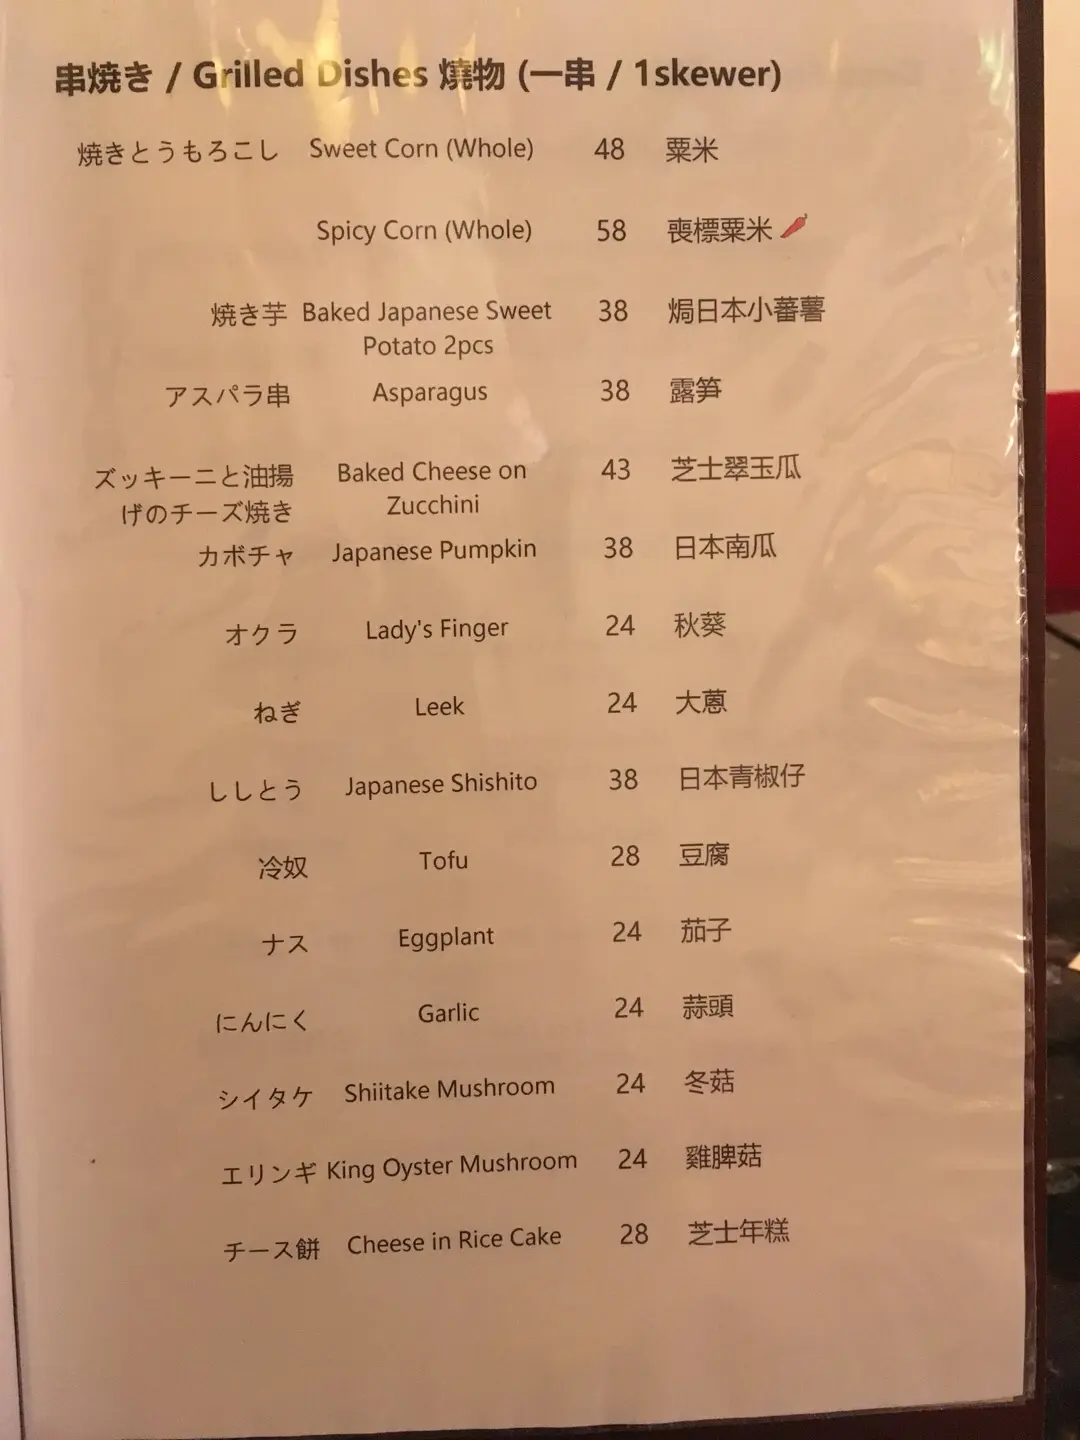 串焼き / Grilled Dishes 燒物 (一串 / 1skewer)
焼きとうもろこし Sweet Corn (Whole) 48 粟米
Spicy Corn (Whole) 58 喪標粟米
焼き芋 Baked Japanese Sweet 38 焗日本小蕃薯
Potato 2pcs
アスパラ串 Asparagus 38 露笋
ズッキーニと油揚 Baked Cheese on 43 芝士翠玉瓜
げのチーズ焼き Zucchini
カボチャ Japanese Pumpkin 38 日本南瓜
オクラ Lady's Finger 24 秋葵
ねぎ Leek 24 大蔥
ししとう Japanese Shishito 38 日本青椒仔
冷奴 Tofu 28 豆腐
ナス Eggplant 24 茄子
にんにく Garlic 24 蒜頭
シイタケ Shiitake Mushroom 24 冬菇
エリンギ King Oyster Mushroom 24 雞脾菇
チース餅 Cheese in Rice Cake 28 芝士年糕